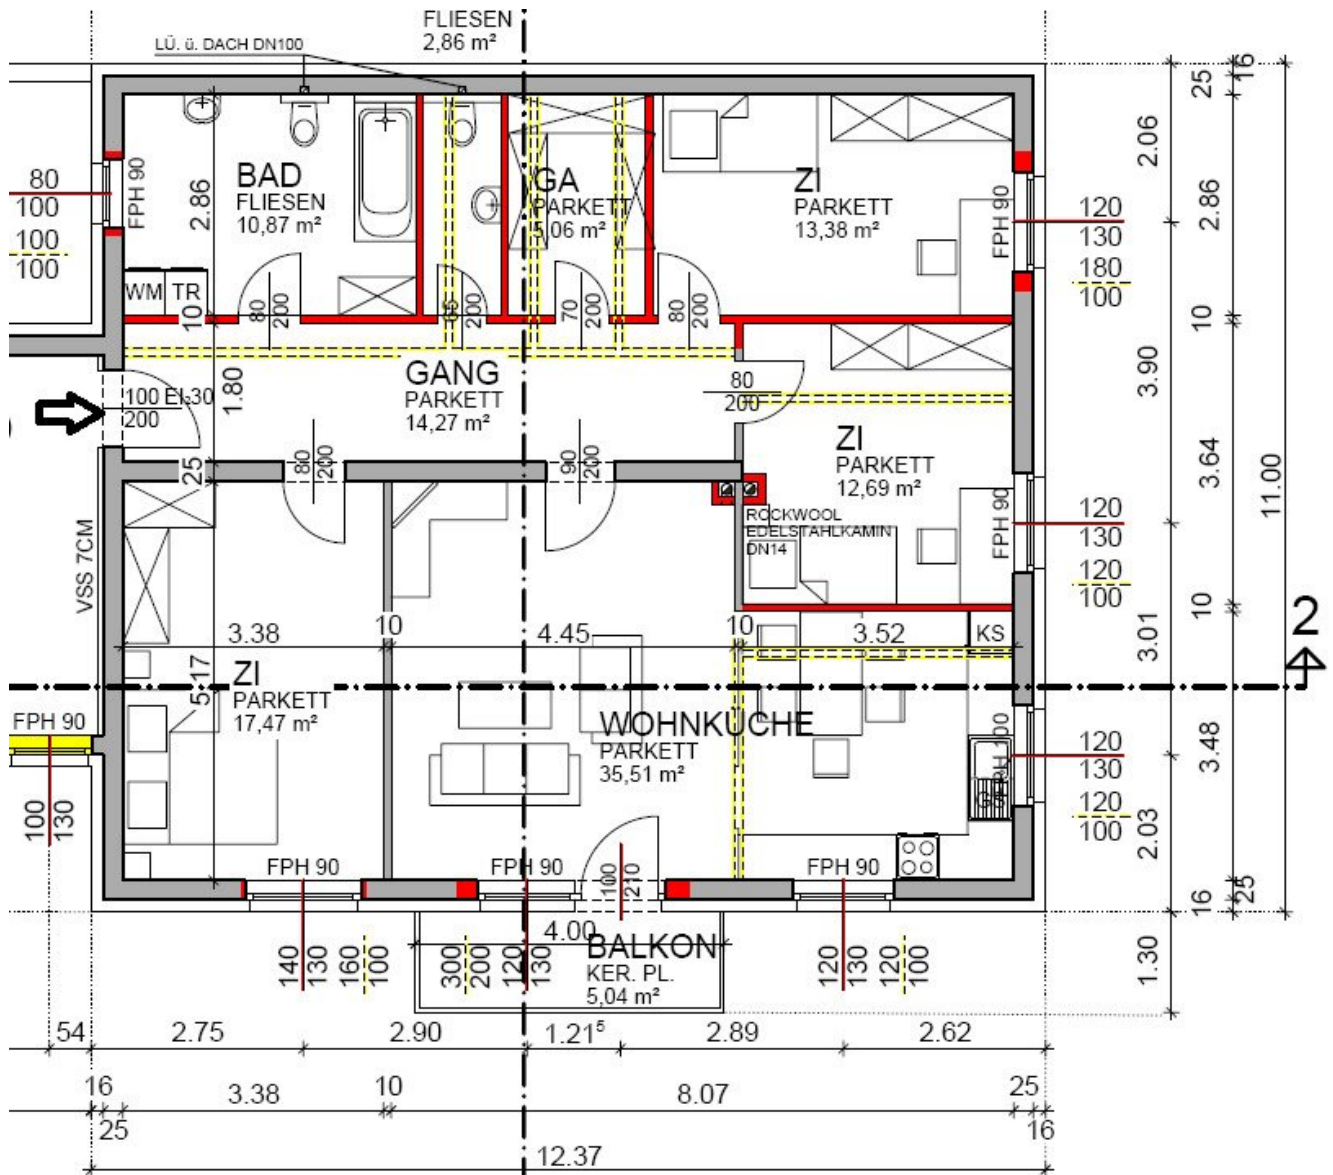 FLIESEN
2,86 m²
LÜ. ü. DACH DN100
16
25
80
100
100
100
FPH 90
2.86
BAD
FLIESEN
10,87 m²
GA
PARKETT
5,06 m²
ZI
PARKETT
13,38 m²
FPH 90
120
130
180
100
2.06
2.86
WM
TR
10
80
200
65
200
70
200
80
200
10
GANG
PARKETT
14,27 m²
1.80
100 EI-30
200
80
200
3.90
ZI
PARKETT
12,69 m²
3.64
11.00
25
80
200
90
200
FPH 90
120
130
120
100
ROCKWOOL
EDELSTAHLKAMIN
DN14
VSS 7CM
10
3.38
10
4.45
10
3.52
KS
3.01
2
5.17
ZI
PARKETT
17,47 m²
WOHNKÜCHE
PARKETT
35,51 m²
FPH 90
FPH 100
120
130
120
100
3.48
GS
2.03
100
130
FPH 90
FPH 90
100
210
FPH 90
16
25
4.00
BALKON
KER. PL.
5,04 m²
140
130
160
100
300
200
120
130
120
130
120
100
1.30
54
2.75
2.90
1.21⁵
2.89
2.62
16
3.38
10
8.07
25
25
16
12.37